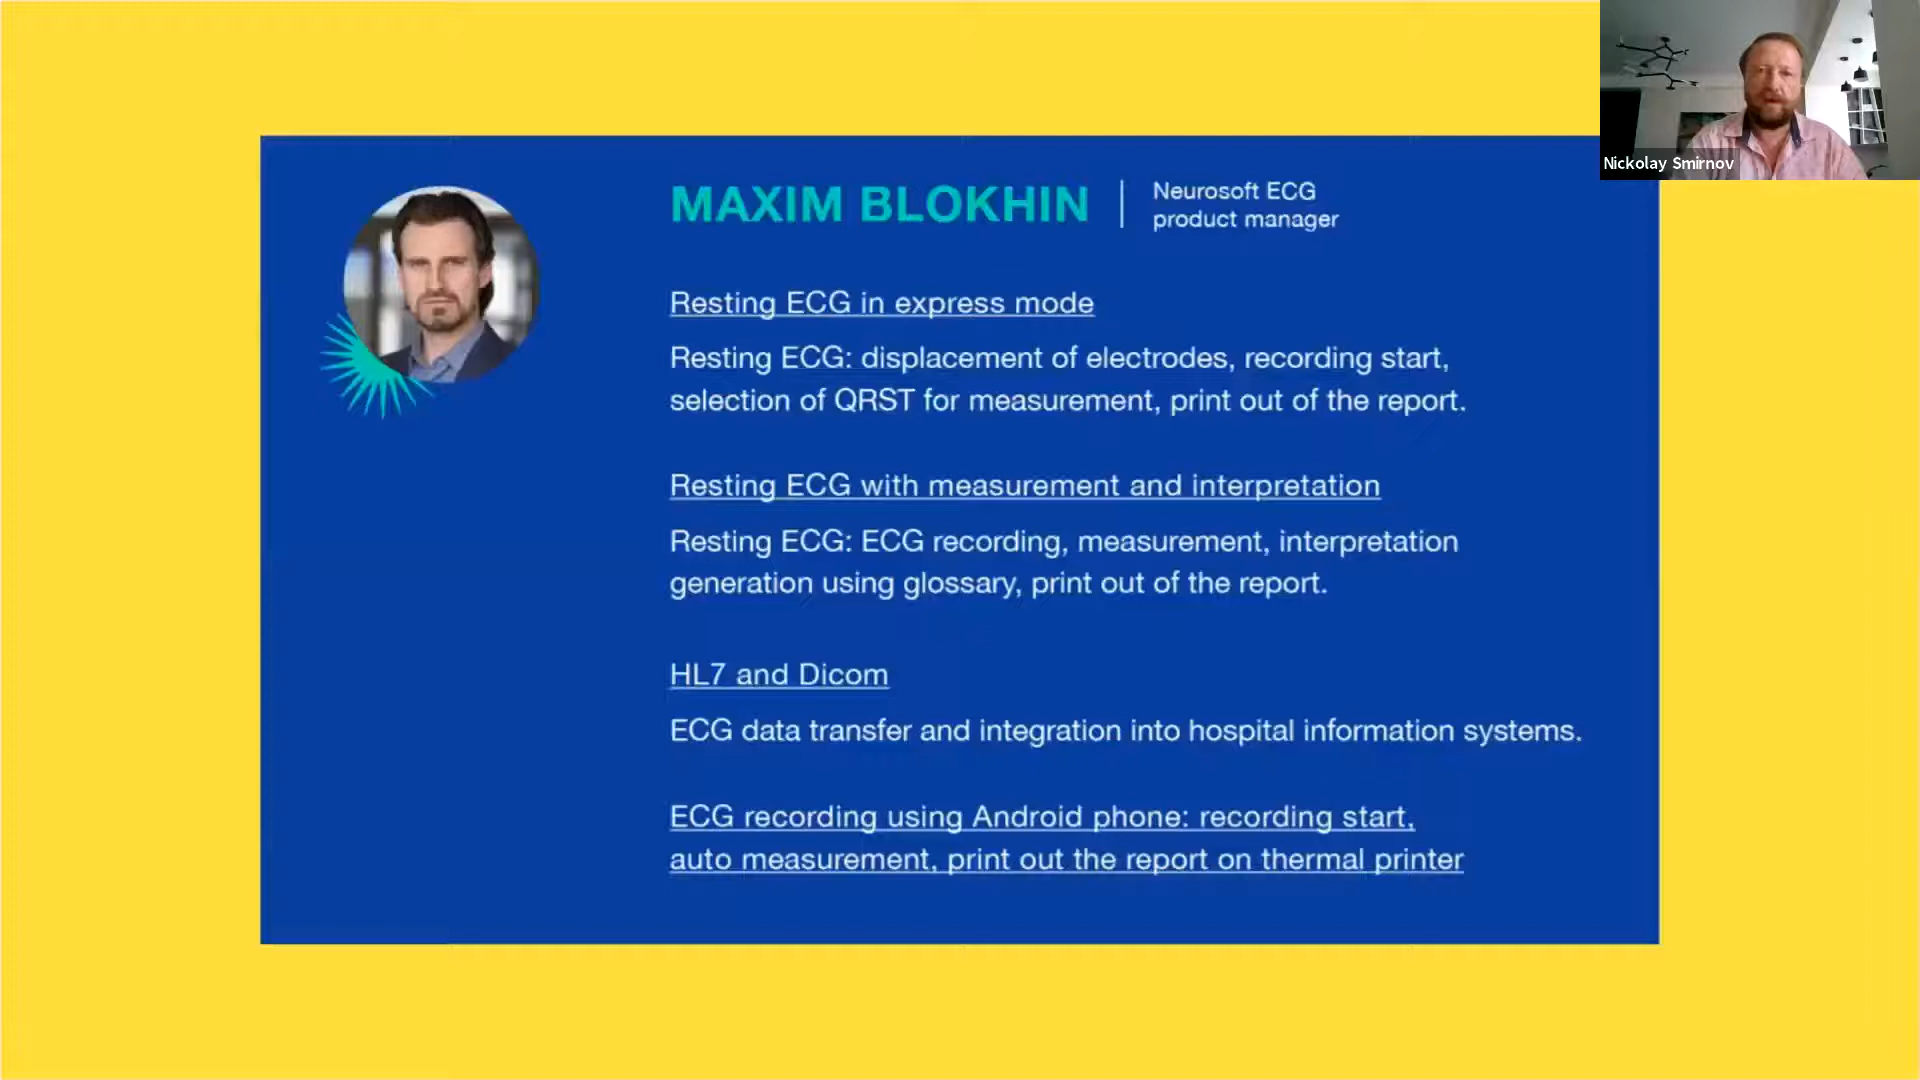 MAXIM BLOKHIN
Neurosoft ECG
product manager
Resting ECG in express mode
Resting ECG: displacement of electrodes, recording start,
selection of QRST for measurement, print out of the report.
Resting ECG with measurement and interpretation
Resting ECG: ECG recording, measurement, interpretation
generation using glossary, print out of the report.
HL7 and Dicom
ECG data transfer and integration into hospital information systems.
ECG recording using Android phone: recording start,
auto measurement, print out the report on thermal printer
Nickolay Smirnov